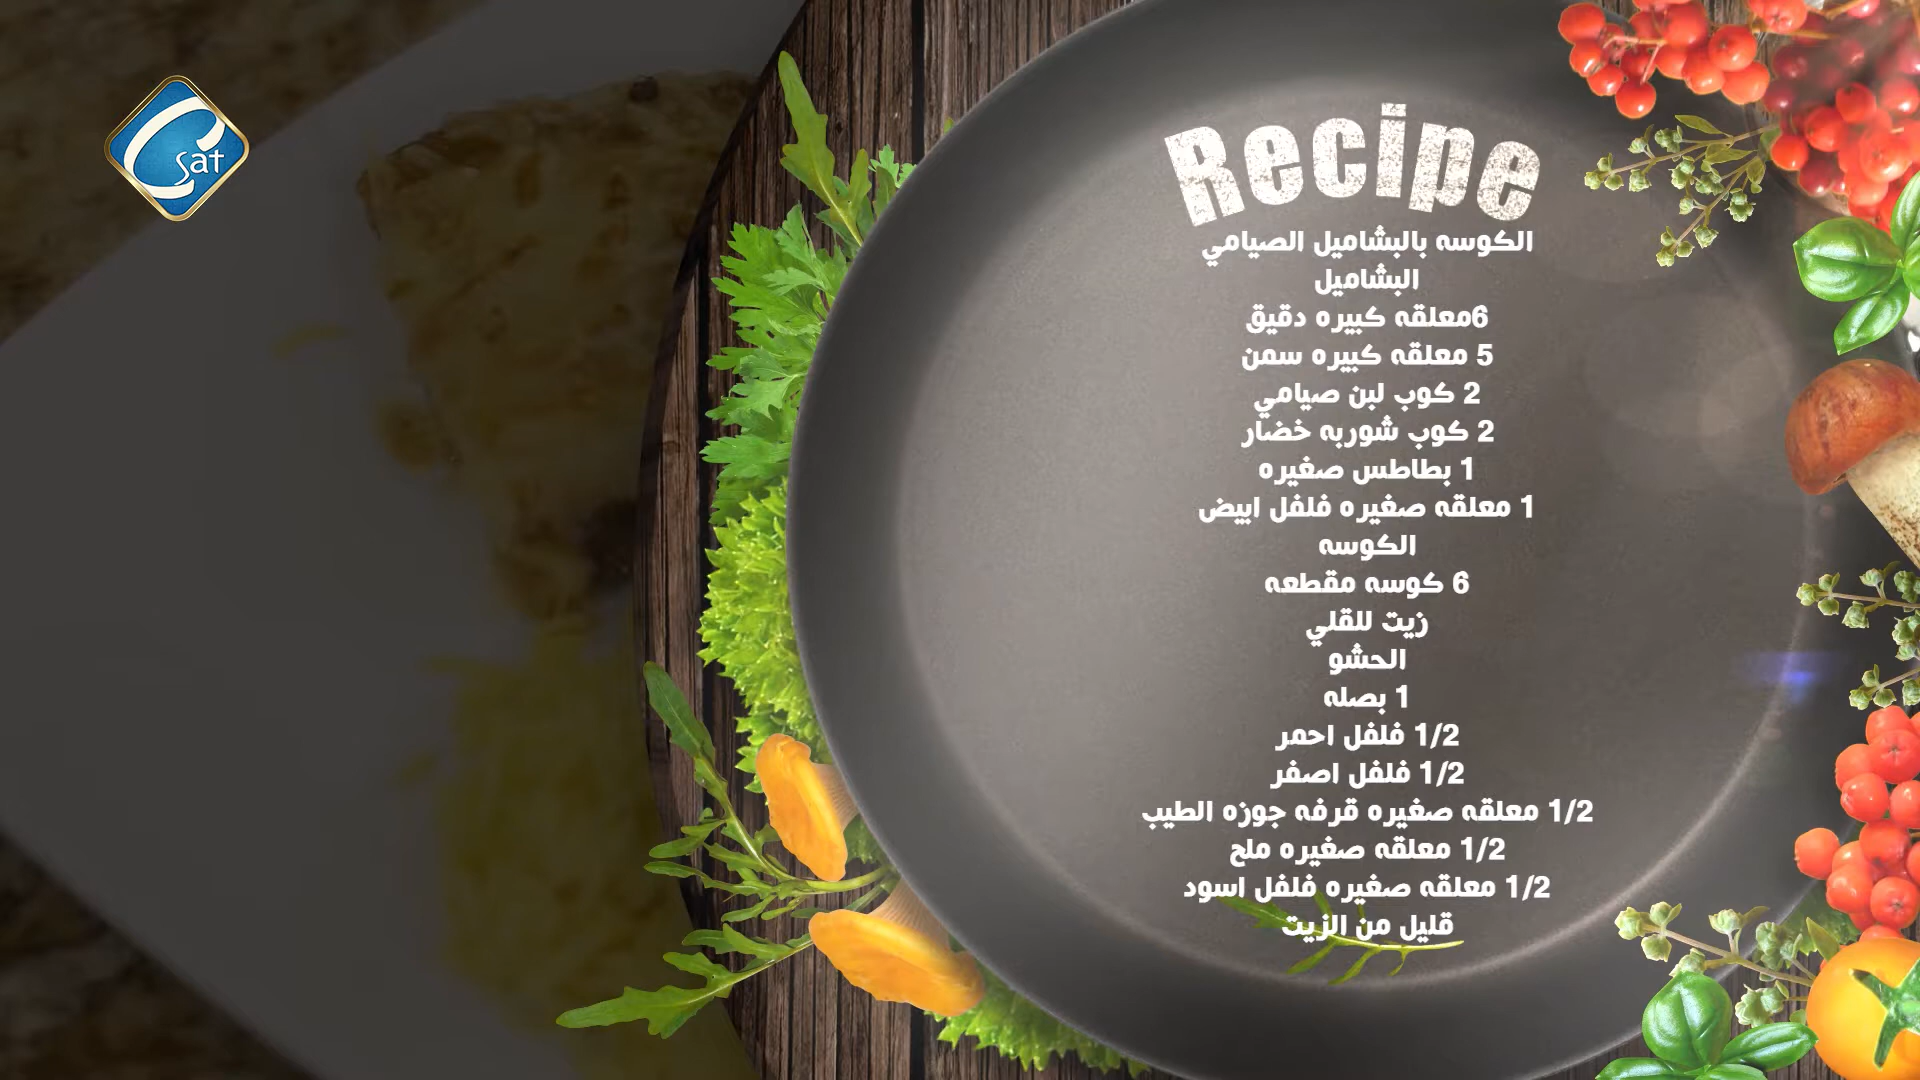 C sat
Recipe
الكوسه بالبشاميل الصيامي
البشاميل
6معلقه كبيره دقيق
5 معلقه كبيره سمن
2 كوب لبن صيامي
2 كوب شوربه خضار
1 بطاطس صغيره
1 معلقه صغيره فلفل ابيض
الكوسه
6 كوسه مقطعه
زيت للقلي
الحشو
1 بصله
1/2 فلفل احمر
1/2 فلفل اصفر
1/2 معلقه صغيره قرفه جوزه الطيب
1/2 معلقه صغيره ملح
1/2 معلقه صغيره فلفل اسود
قليل من الزيت